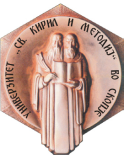 УНИВЕРЗИТЕТ „СВ. КИРИЛ И МЕТОДИЈ“ ВО СКОПЈЕ